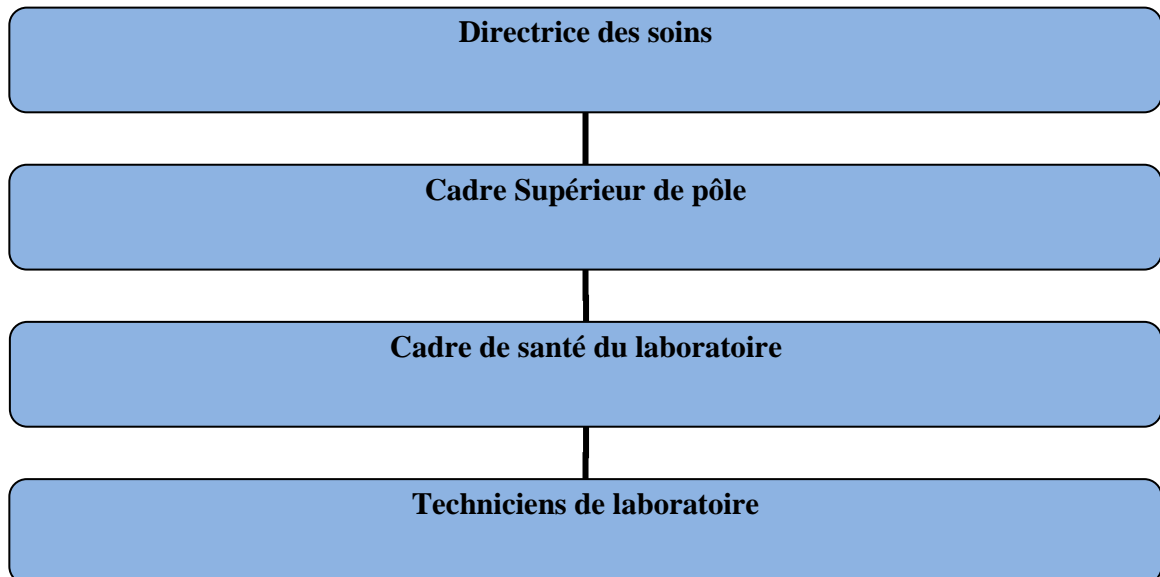 Directrice des soins
Cadre Supérieur de pôle
Cadre de santé du laboratoire
Techniciens de laboratoire